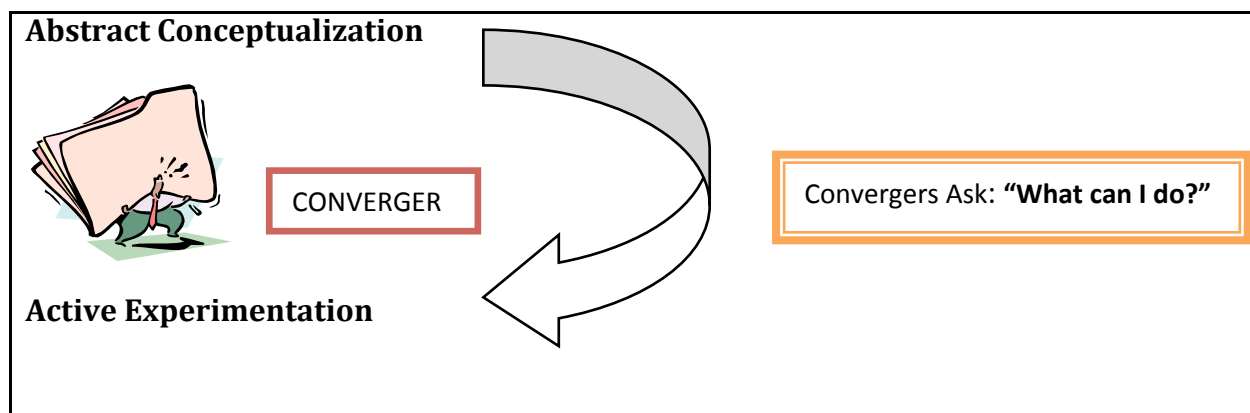 Abstract Conceptualization
CONVERGER
Convergers Ask: “What can I do?”
Active Experimentation